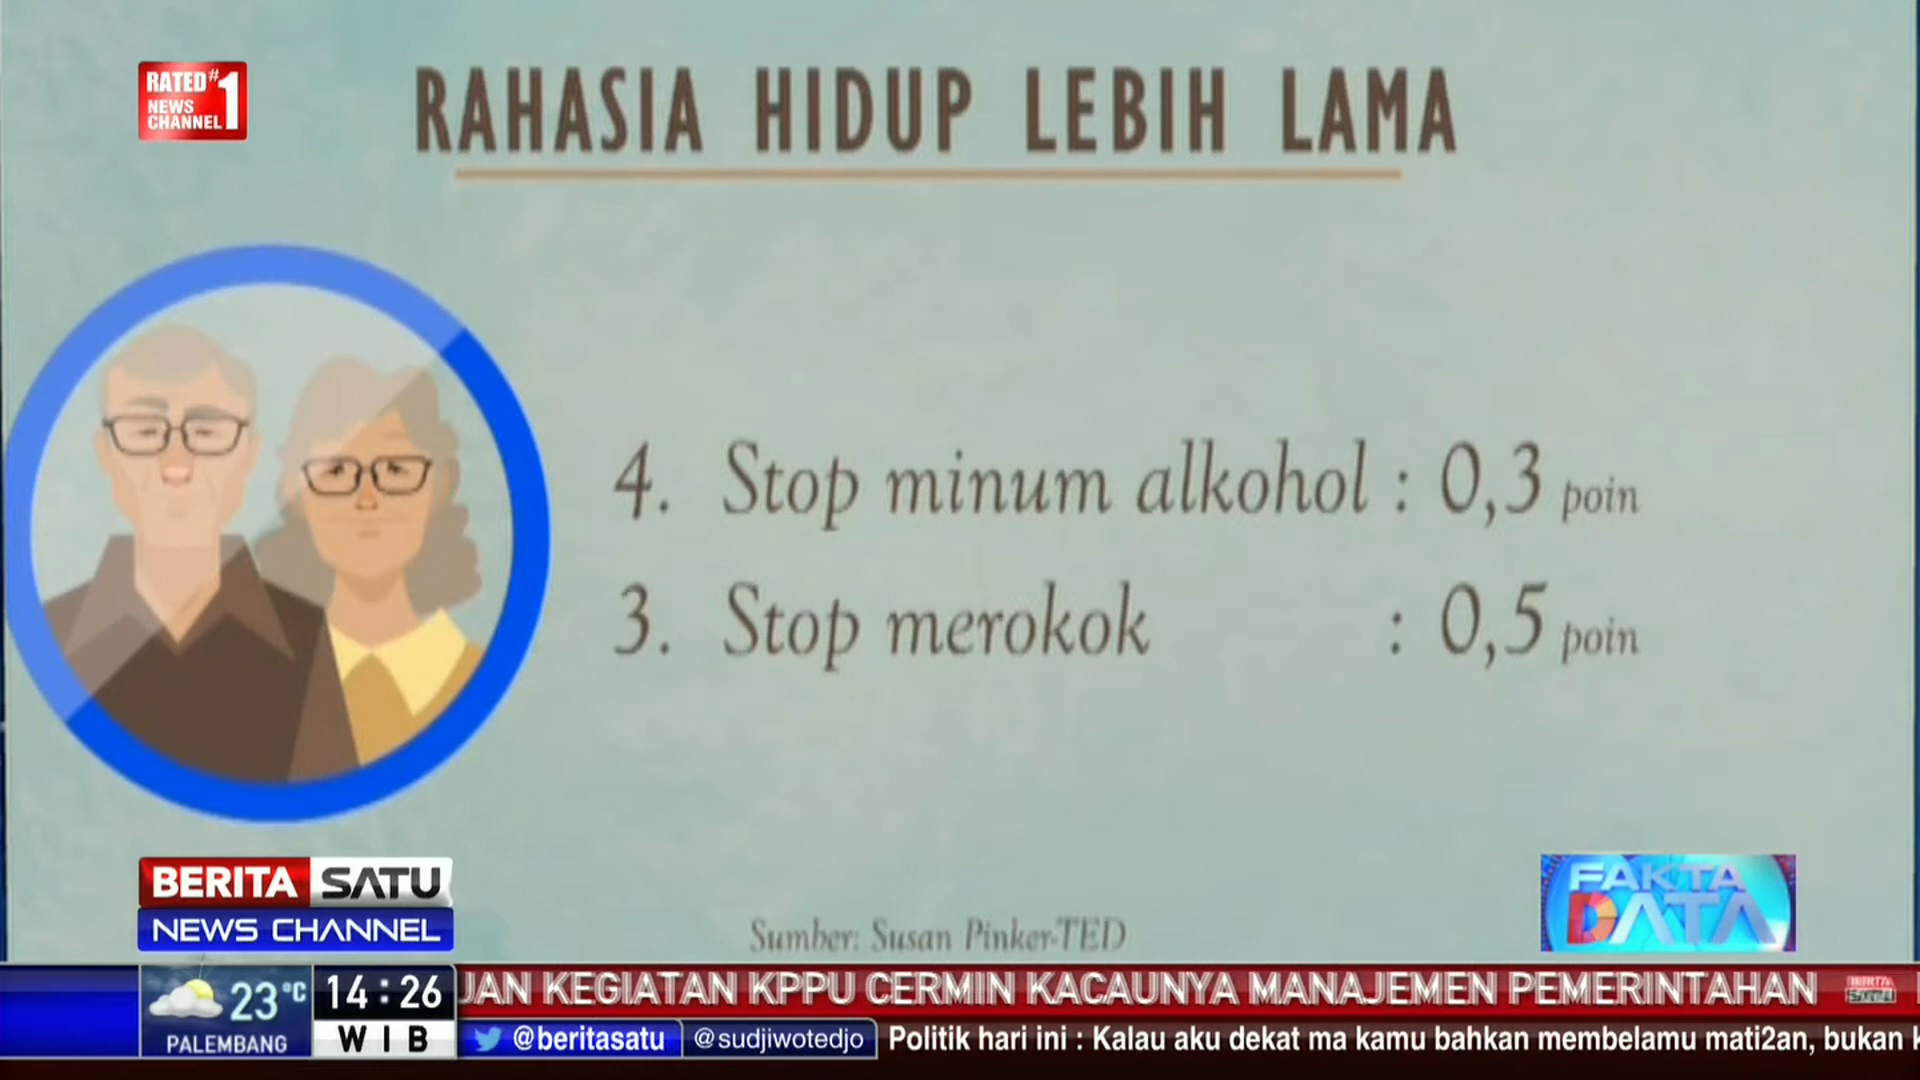 RATED #1
NEWS
CHANNEL
RAHASIA HIDUP LEBIH LAMA
4. Stop minum alkohol : 0,3 poin
3. Stop merokok : 0,5 poin
BERITA SATU
NEWS CHANNEL
Sumber: Susan Pinker-TED
FAKTA
DATA
23°C
PALEMBANG
14:26
WIB
JAN KEGIATAN KPPU CERMIN KACAUNYA MANAJEMEN PEMERINTAHAN
BERITA
SATU
@beritasatu
@sudjiwotedjo
Politik hari ini : Kalau aku dekat ma kamu bahkan membelamu mati2an, bukan